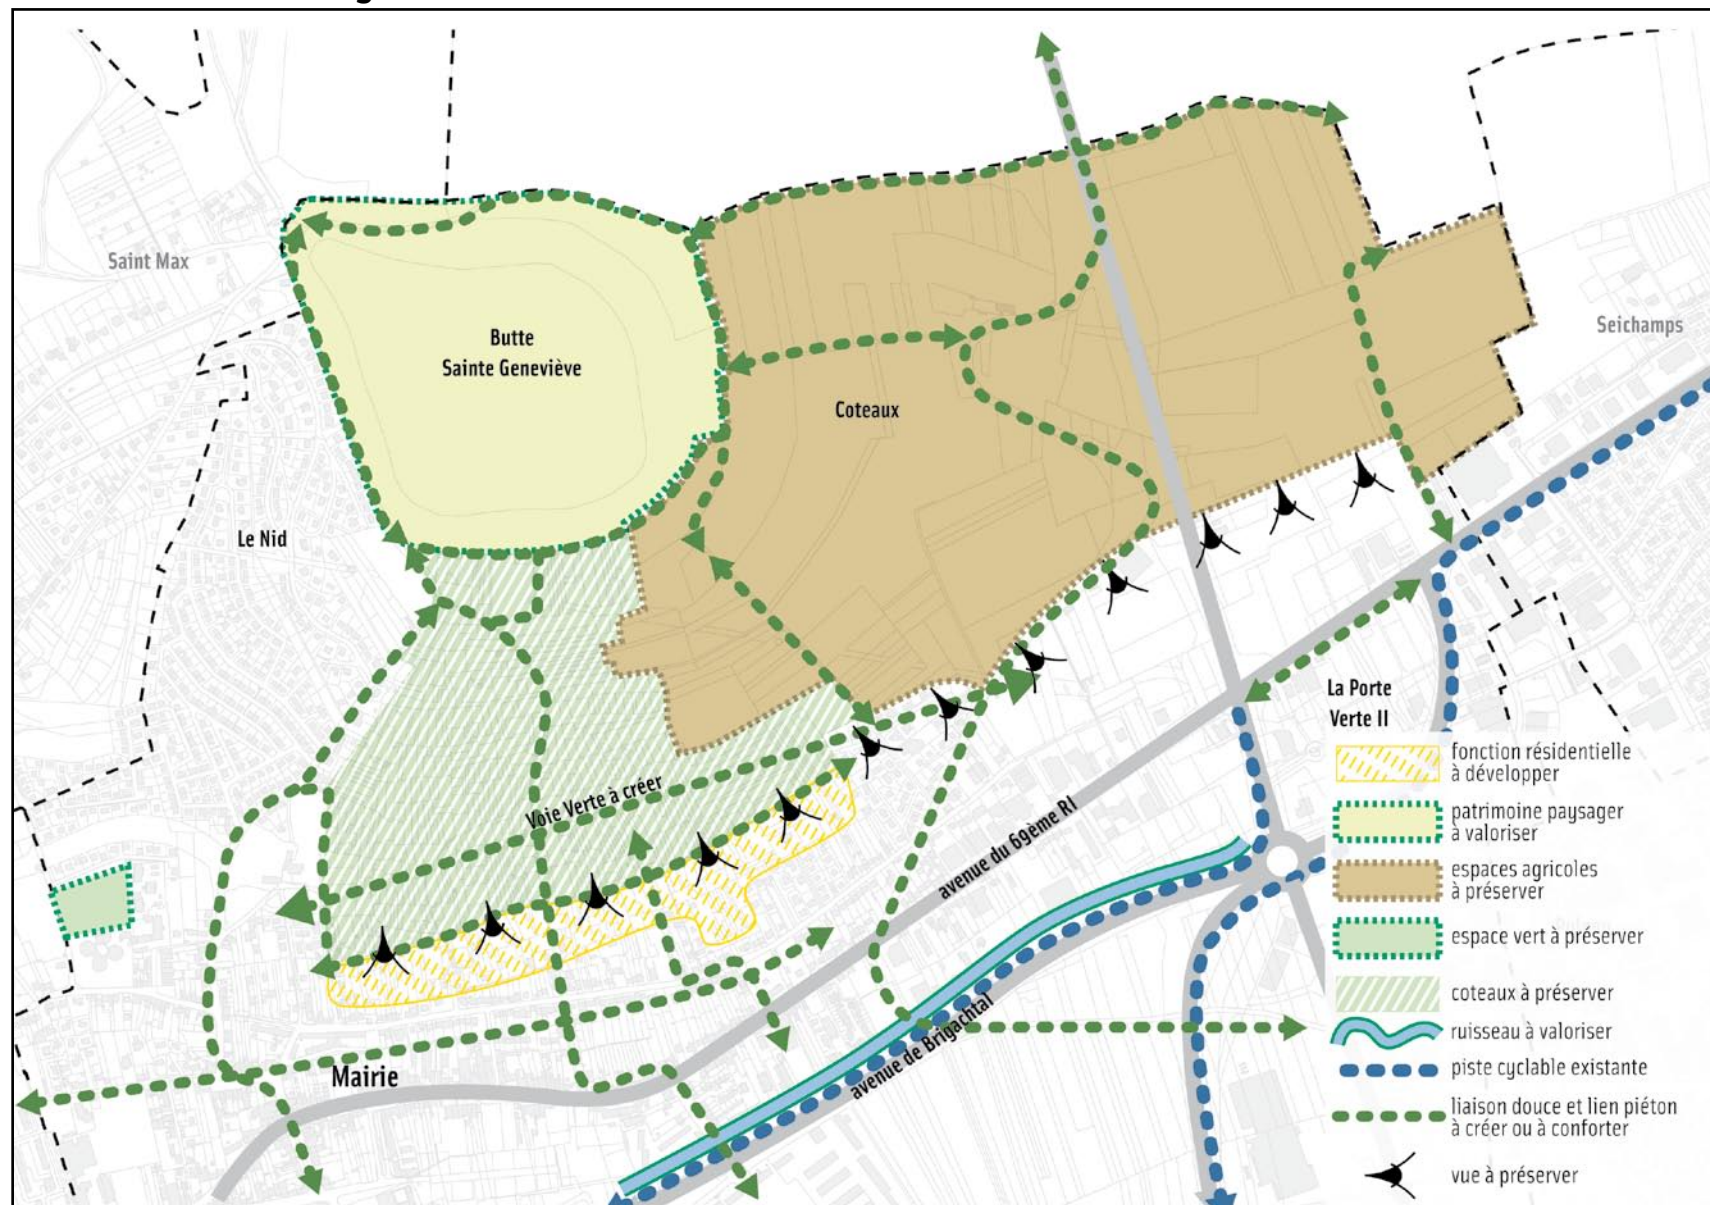 Saint Max
Butte
Sainte Geneviève
Coteaux
Seichamps
Le Nid
La Porte
Verte II
Voie Verte à créer
avenue du 69ème RI
avenue de Brigachtal
Mairie
fonction résidentielle
à développer
patrimoine paysager
à valoriser
espaces agricoles
à préserver
espace vert à préserver
coteaux à préserver
ruisseau à valoriser
piste cyclable existante
liaison douce et lien piéton
à créer ou à conforter
vue à préserver